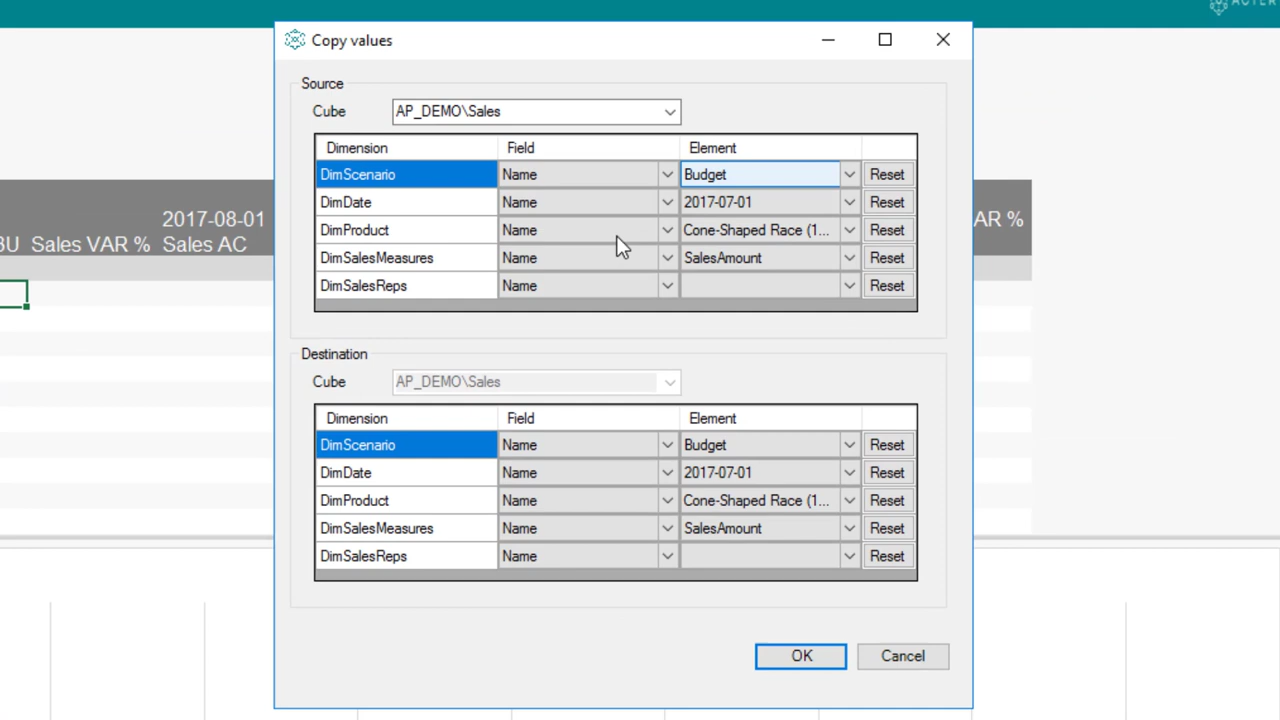 Copy values
Source
Cube AP_DEMO\Sales
Dimension Field Element
DimScenario Name Budget Reset
DimDate Name 2017-07-01 Reset
DimProduct Name Cone-Shaped Race (1... Reset
DimSalesMeasures Name SalesAmount Reset
DimSalesReps Name Reset
2017-08-01
BU Sales VAR % Sales AC
AR %
Destination
Cube AP_DEMO\Sales
Dimension Field Element
DimScenario Name Budget Reset
DimDate Name 2017-07-01 Reset
DimProduct Name Cone-Shaped Race (1... Reset
DimSalesMeasures Name SalesAmount Reset
DimSalesReps Name Reset
OK Cancel